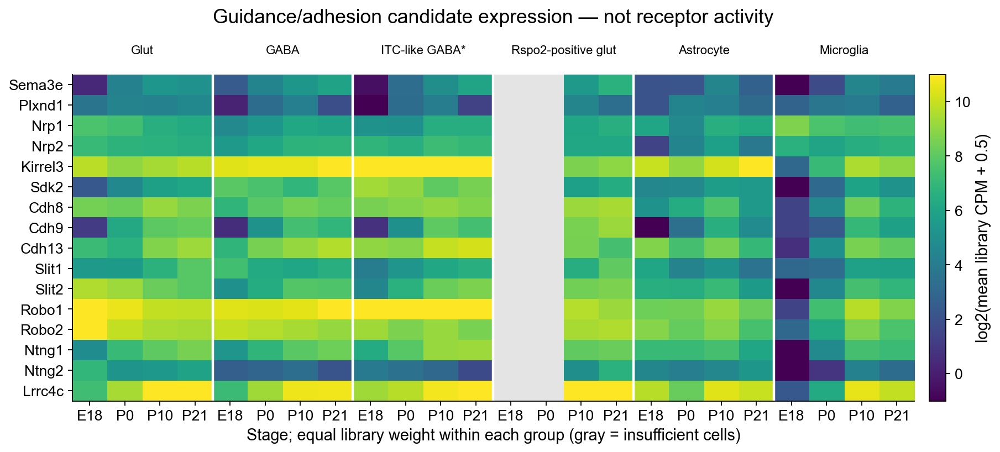 Guidance/adhesion candidate expression — not receptor activity
Glut GABA ITC-like GABA* Rspo2-positive glut Astrocyte Microglia
Sema3e
Plxnd1
Nrp1
Nrp2
Kirrel3
Sdk2
Cdh8
Cdh9
Cdh13
Slit1
Slit2
Robo1
Robo2
Ntng1
Ntng2
Lrrc4c
E18 P0 P10 P21 E18 P0 P10 P21 E18 P0 P10 P21 E18 P0 P10 P21 E18 P0 P10 P21 E18 P0 P10 P21
Stage; equal library weight within each group (gray = insufficient cells)
10
8
6
4
2
0
log2(mean library CPM + 0.5)